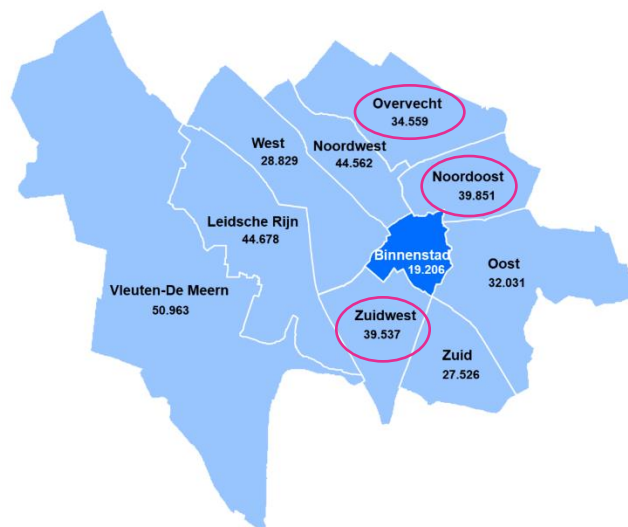 Overvecht
34.559
West
28.829
Noordwest
44.562
Noordoost
39.851
Leidsche Rijn
44.678
Binnenstad
19.206
Oost
32.031
Vleuten-De Meern
50.963
Zuidwest
39.537
Zuid
27.526